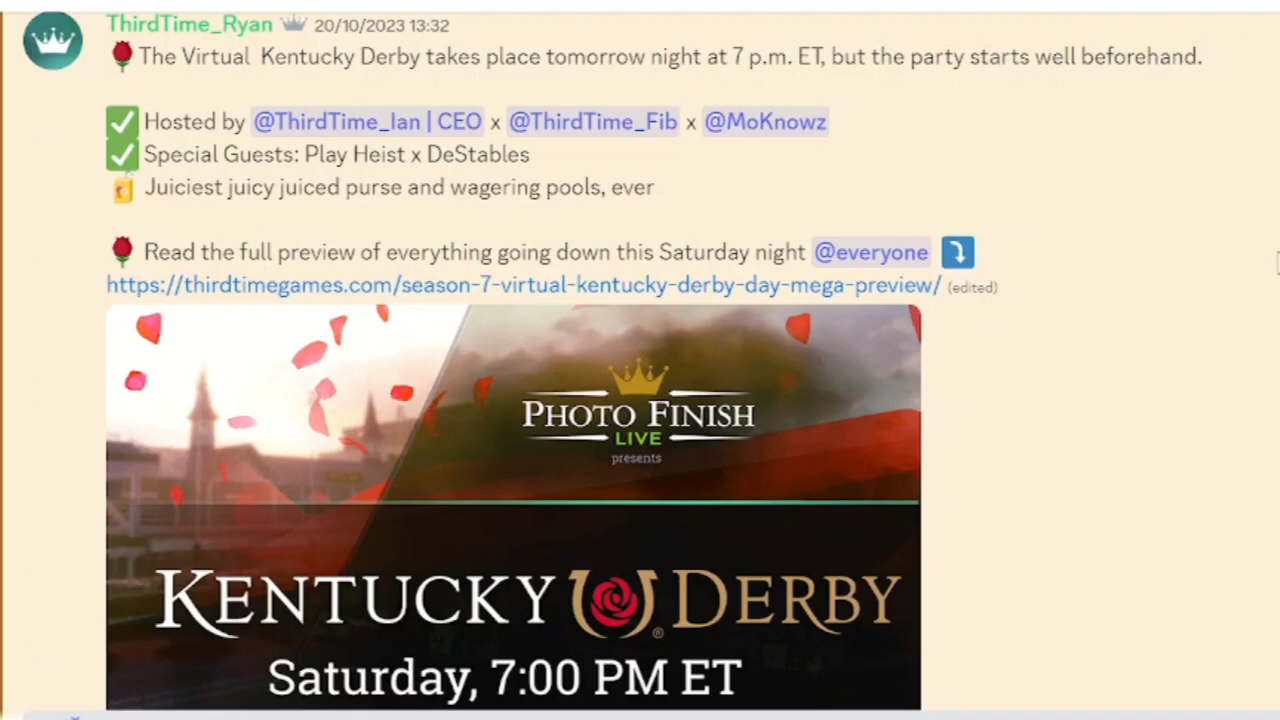 ThirdTime_Ryan 20/10/2023 13:32
The Virtual Kentucky Derby takes place tomorrow night at 7 p.m. ET, but the party starts well beforehand.
Hosted by @ThirdTime_Ian | CEO x @ThirdTime_Fib x @MoKnowz
Special Guests: Play Heist x DeStables
Juiciest juicy juiced purse and wagering pools, ever
Read the full preview of everything going down this Saturday night @everyone
https://thirdtimegames.com/season-7-virtual-kentucky-derby-day-mega-preview/ (edited)
PHOTO FINISH
LIVE
presents
KENTUCKY DERBY
®
Saturday, 7:00 PM ET